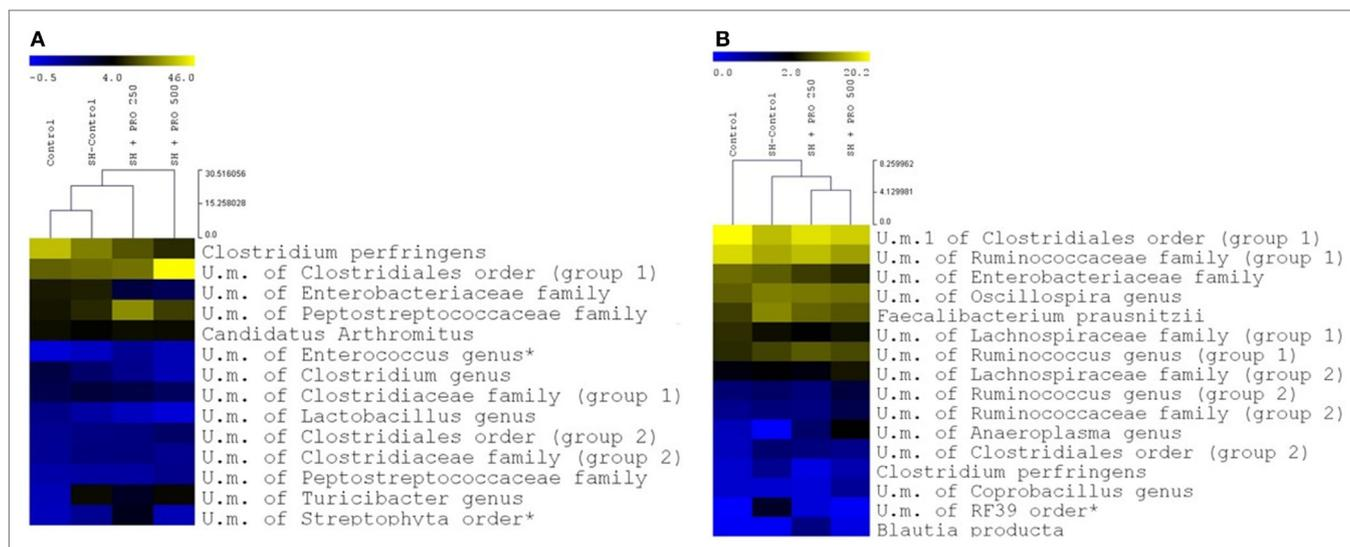 A
-0.5 4.0 46.0
Control
SH-Control
SH + PRO 250
SH + PRO 500
30.516056
15.258028
0.0
Clostridium perfringens
U.m. of Clostridiales order (group 1)
U.m. of Enterobacteriaceae family
U.m. of Peptostreptococcaceae family
Candidatus Arthromitus
U.m. of Enterococcus genus*
U.m. of Clostridium genus
U.m. of Clostridiaceae family (group 1)
U.m. of Lactobacillus genus
U.m. of Clostridiales order (group 2)
U.m. of Clostridiaceae family (group 2)
U.m. of Peptostreptococcaceae family
U.m. of Turicibacter genus
U.m. of Streptophyta order*
B
0.0 2.8 20.2
Control
SH-Control
SH + PRO 250
SH + PRO 500
8.259962
4.129981
0.0
U.m.1 of Clostridiales order (group 1)
U.m. of Ruminococcaceae family (group 1)
U.m. of Enterobacteriaceae family
U.m. of Oscillospira genus
Faecalibacterium prausnitzii
U.m. of Lachnospiraceae family (group 1)
U.m. of Ruminococcus genus (group 1)
U.m. of Lachnospiraceae family (group 2)
U.m. of Ruminococcus genus (group 2)
U.m. of Ruminococcaceae family (group 2)
U.m. of Anaeroplasma genus
U.m. of Clostridiales order (group 2)
Clostridium perfringens
U.m. of Coprobacillus genus
U.m. of RF39 order*
Blautia producta